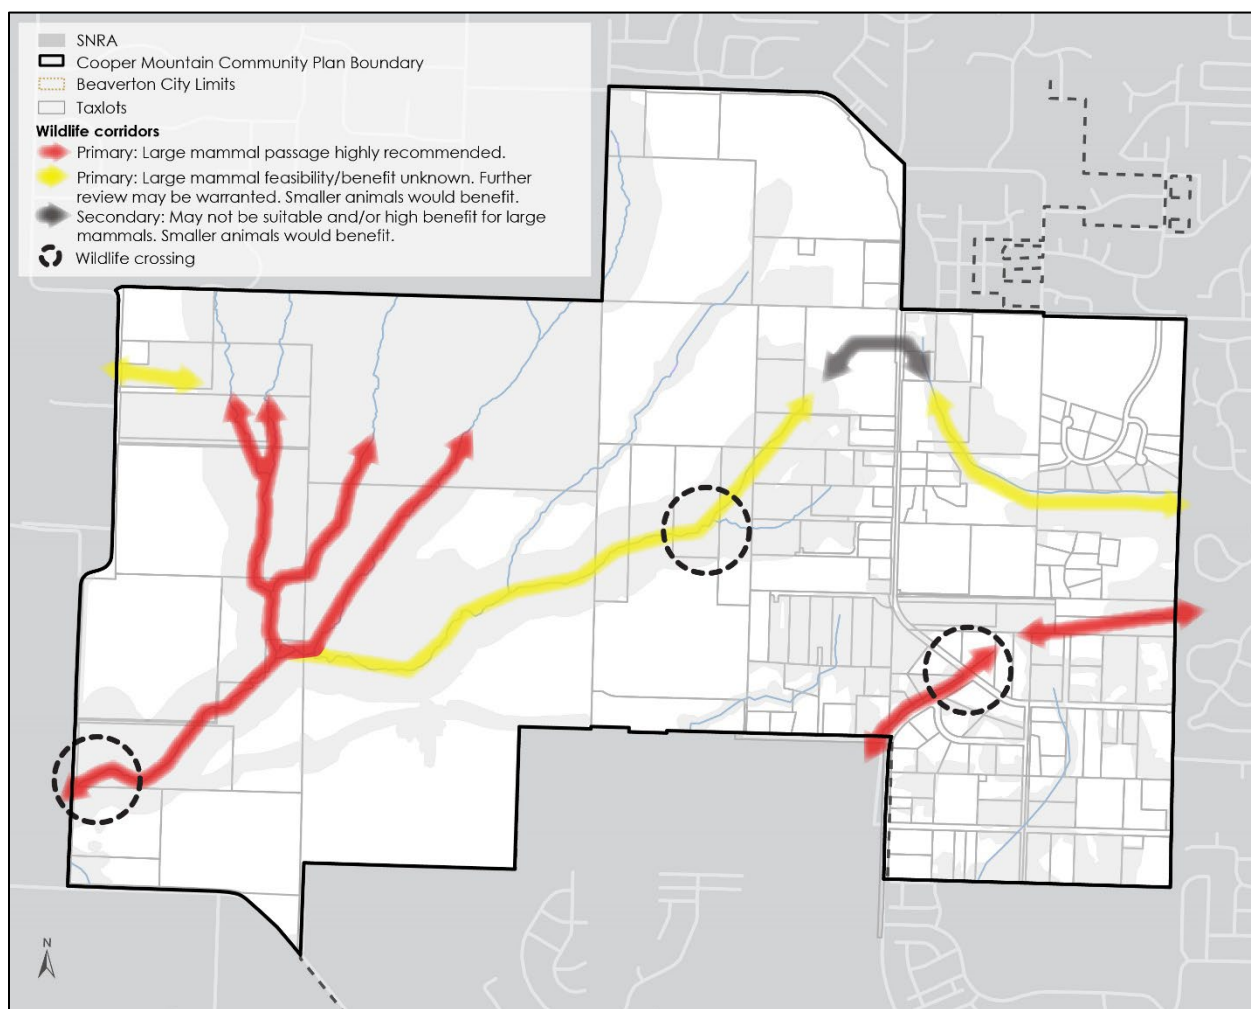 SNRA
Cooper Mountain Community Plan Boundary
Beaverton City Limits
Taxlots
Wildlife corridors
Primary: Large mammal passage highly recommended.
Primary: Large mammal feasibility/benefit unknown. Further
review may be warranted. Smaller animals would benefit.
Secondary: May not be suitable and/or high benefit for large
mammals. Smaller animals would benefit.
Wildlife crossing
N